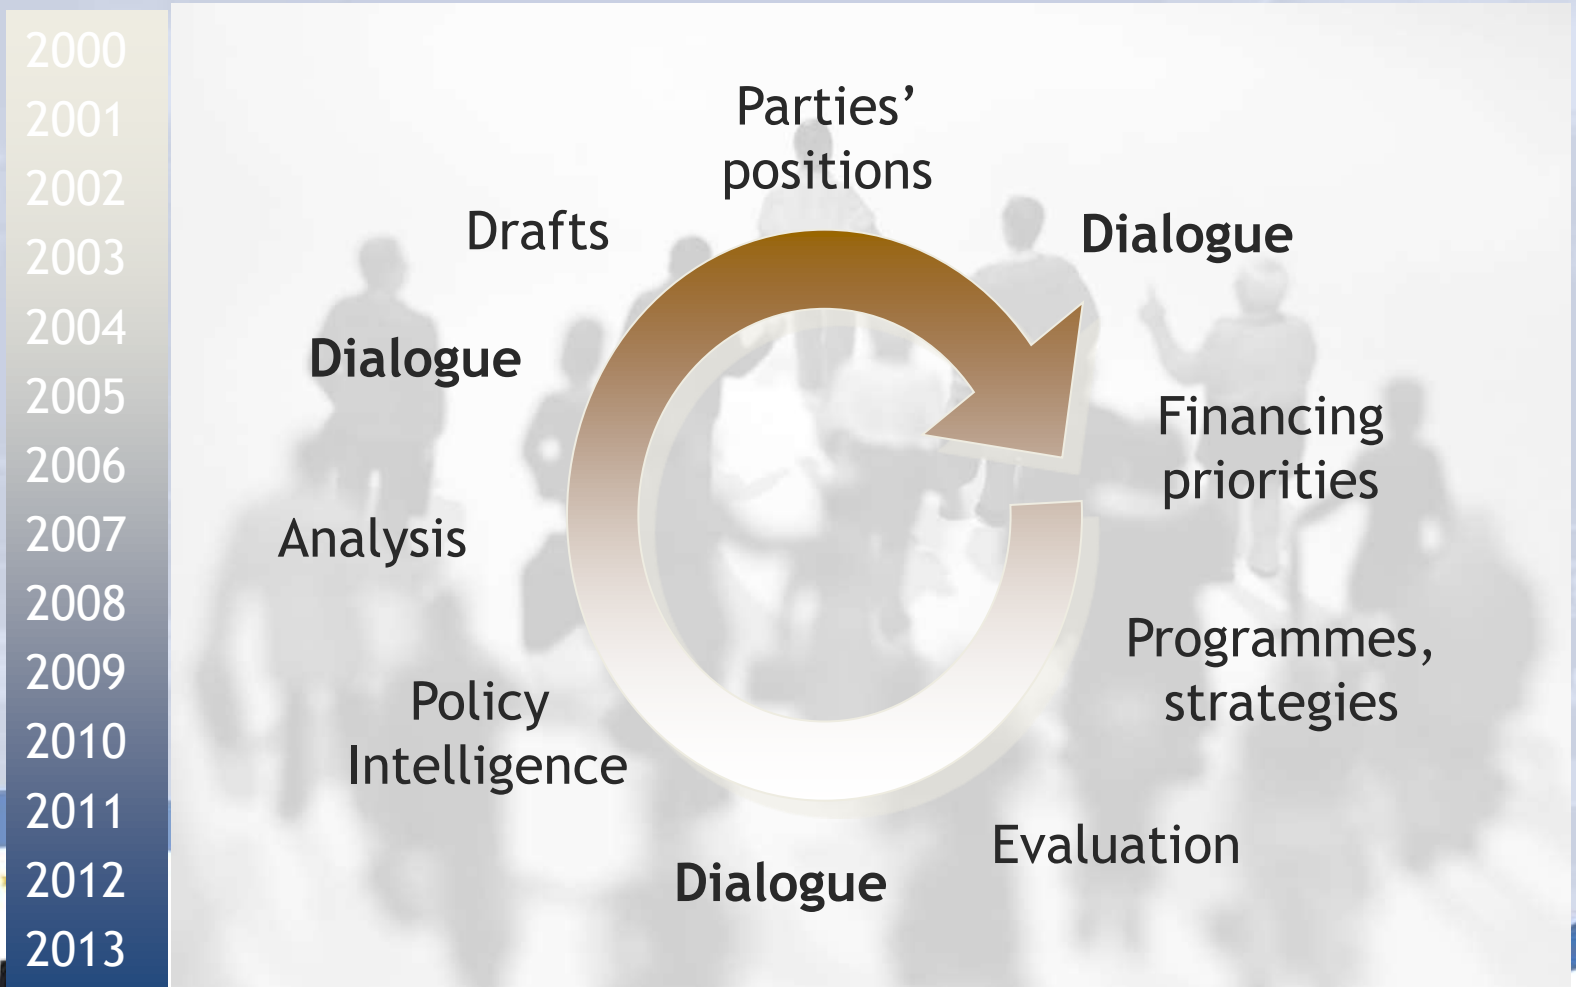 2000
2001
2002
2003
2004
2005
2006
2007
2008
2009
2010
2011
2012
2013
Parties’
positions
Dialogue
Financing
priorities
Programmes,
strategies
Evaluation
Dialogue
Policy
Intelligence
Analysis
Dialogue
Drafts